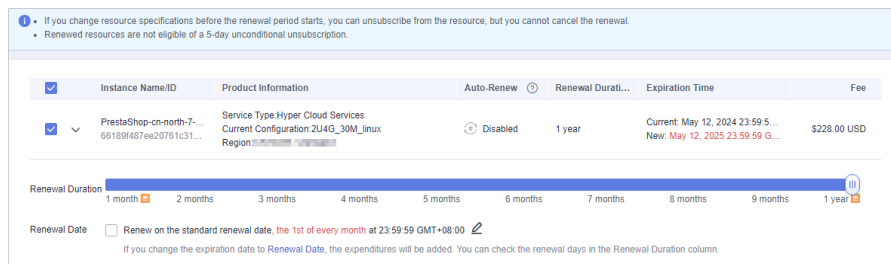 If you change resource specifications before the renewal period starts, you can unsubscribe from the resource, but you cannot cancel the renewal.
Renewed resources are not eligible of a 5-day unconditional unsubscription.
Instance Name/ID Product Information Auto-Renew Renewal Durati... Expiration Time Fee
PrestaShop-cn-north-7-...
66189f487ee20761c31...
Service Type:Hyper Cloud Services
Current Configuration:2U4G_30M_linux
Region:
Disabled
1 year
Current: May 12, 2024 23:59:5...
New: May 12, 2025 23:59:59 G...
$228.00 USD
Renewal Duration
1 month 2 months 3 months 4 months 5 months 6 months 7 months 8 months 9 months 1 year
Renewal Date Renew on the standard renewal date, the 1st of every month at 23:59:59 GMT+08:00
If you change the expiration date to Renewal Date, the expenditures will be added. You can check the renewal days in the Renewal Duration column.